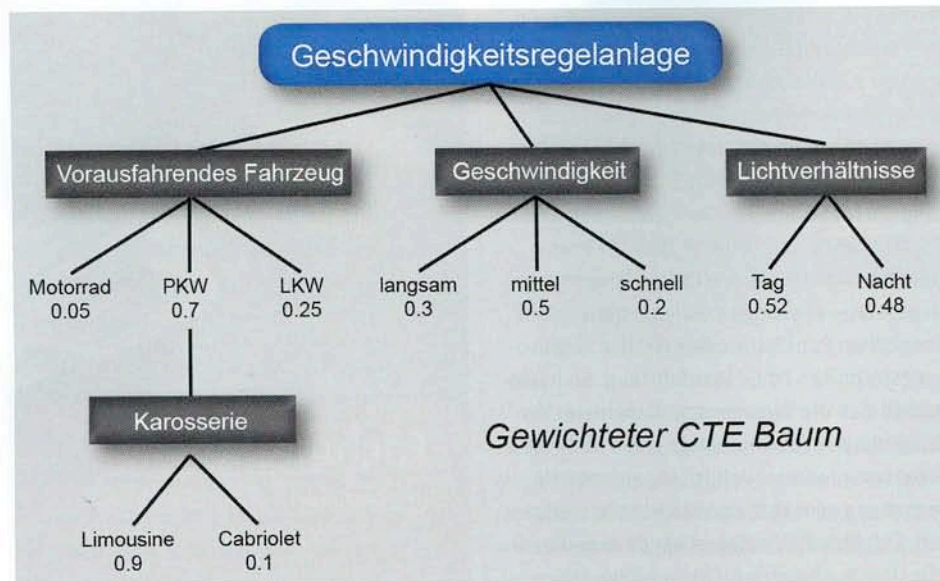 Geschwindigkeitsregelanlage
Vorausfahrendes Fahrzeug
Geschwindigkeit
Lichtverhältnisse
Motorrad
0.05
PKW
0.7
LKW
0.25
langsam
0.3
mittel
0.5
schnell
0.2
Tag
0.52
Nacht
0.48
Karosserie
Gewichteter CTE Baum
Limousine
0.9
Cabriolet
0.1